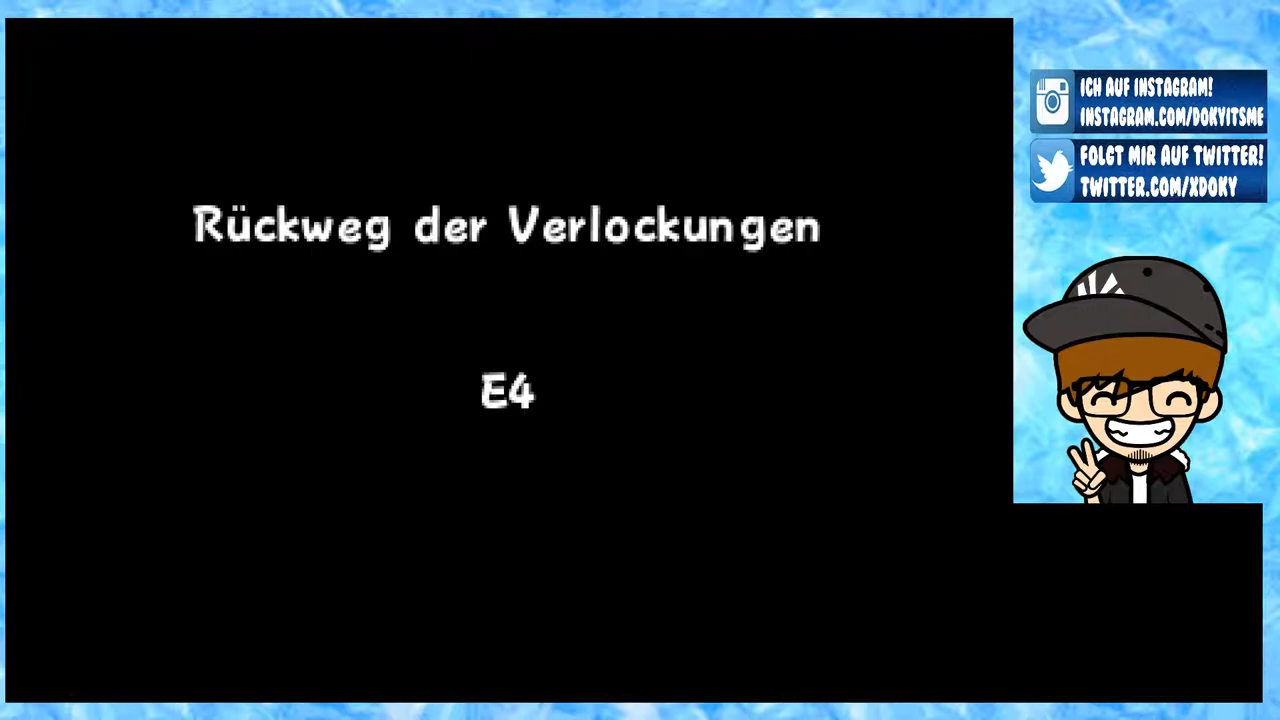 Rückweg der Verlockungen
E4
ICH AUF INSTAGRAM!
INSTAGRAM.COM/DOKYITSME
FOLGT MIR AUF TWITTER!
TWITTER.COM/XDOKY